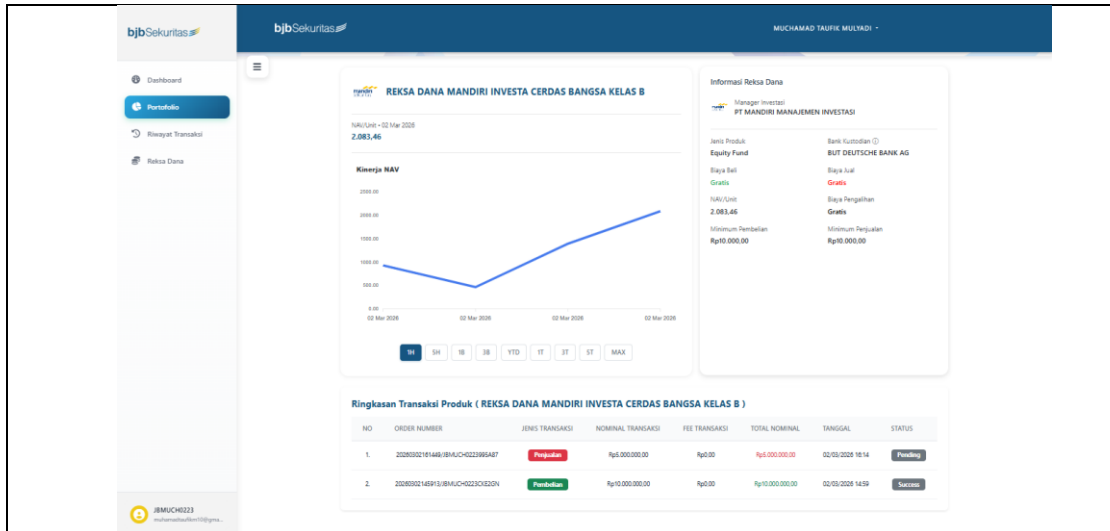 bjbSekuritas
bjbSekuritas
MUCHAMAD TAUFIK MULYADI
Dashboard
Portofolio
Riwayat Transaksi
Reksa Dana
mandiri
REKSA DANA MANDIRI INVESTA CERDAS BANGSA KELAS B
NAV/Unit • 02 Mar 2026
2.083,46
Kinerja NAV
2500.00
2000.00
1500.00
1000.00
500.00
0.00
02 Mar 2026 02 Mar 2026 02 Mar 2026 02 Mar 2026
1H 5H 1B 3B YTD 1T 3T 5T MAX
Informasi Reksa Dana
Manager Investasi
PT MANDIRI MANAJEMEN INVESTASI
Jenis Produk Bank Kustodian
Equity Fund BUT DEUTSCHE BANK AG
Biaya Beli Biaya Jual
Gratis Gratis
NAV/Unit Biaya Pengalihan
2.083,46 Gratis
Minimum Pembelian Minimum Penjualan
Rp10.000,00 Rp10.000,00
Ringkasan Transaksi Produk ( REKSA DANA MANDIRI INVESTA CERDAS BANGSA KELAS B )
NO ORDER NUMBER JENIS TRANSAKSI NOMINAL TRANSAKSI FEE TRANSAKSI TOTAL NOMINAL TANGGAL STATUS
1. 20260302161449/JBMUCH0223995A87 Penjualan Rp5.000.000,00 Rp0,00 Rp5.000.000,00 02/03/2026 16:14 Pending
2. 20260302145913/JBMUCH0223CXE2GN Pembelian Rp10.000.000,00 Rp0,00 Rp10.000.000,00 02/03/2026 14:59 Success
JBMUCH0223